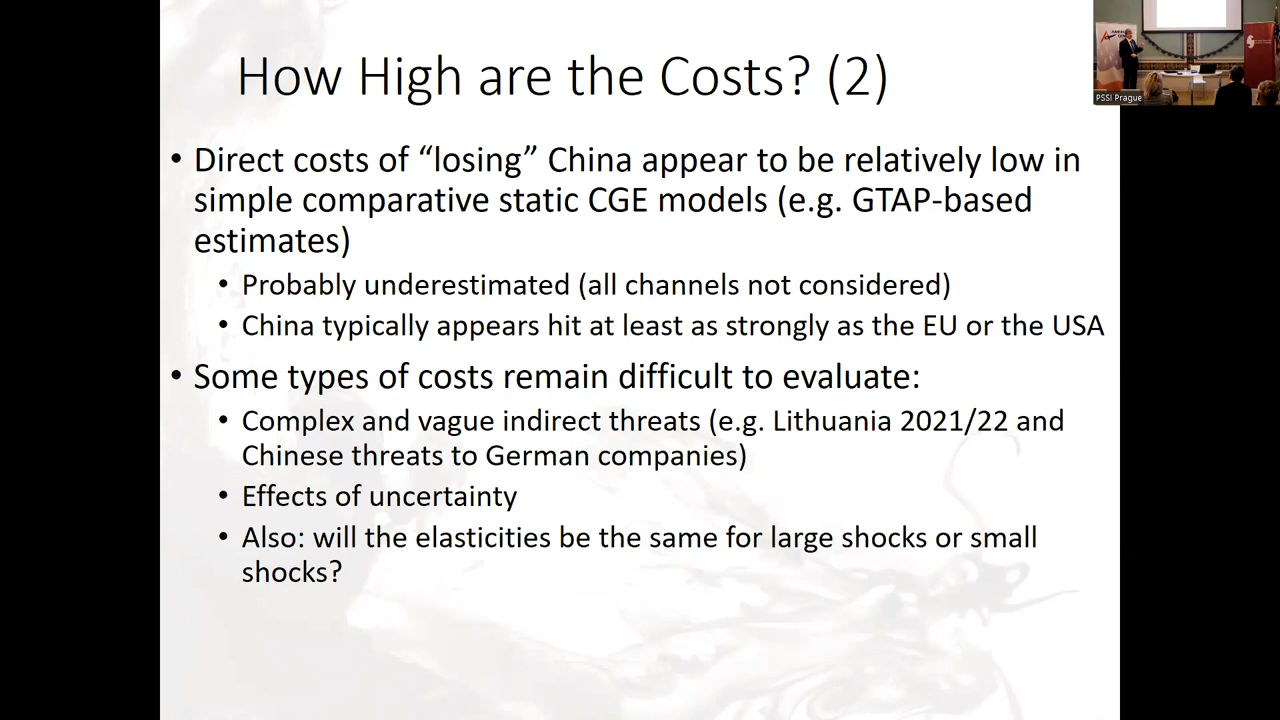 How High are the Costs? (2)
• Direct costs of “losing” China appear to be relatively low in
simple comparative static CGE models (e.g. GTAP-based
estimates)
• Probably underestimated (all channels not considered)
• China typically appears hit at least as strongly as the EU or the USA
• Some types of costs remain difficult to evaluate:
• Complex and vague indirect threats (e.g. Lithuania 2021/22 and
Chinese threats to German companies)
• Effects of uncertainty
• Also: will the elasticities be the same for large shocks or small
shocks?
PSSI Prague